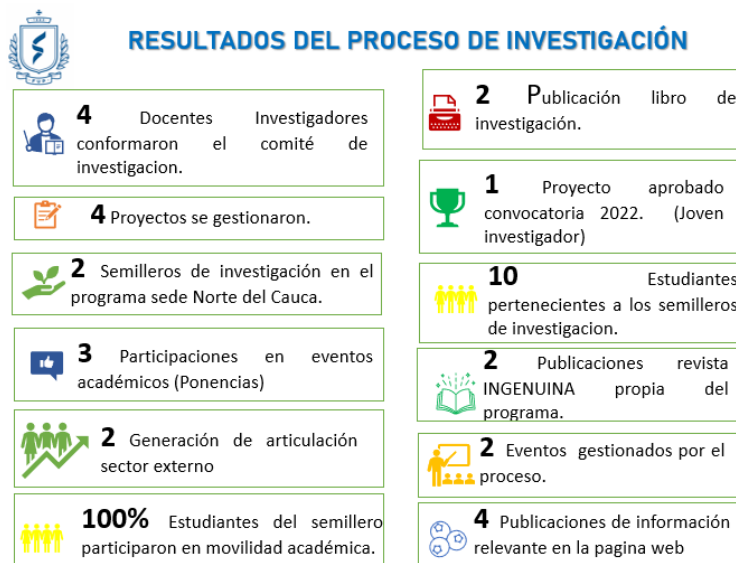 RESULTADOS DEL PROCESO DE INVESTIGACIÓN
4 Docentes Investigadores
conformaron el comité de
investigacion.
4 Proyectos se gestionaron.
2 Semilleros de investigación en el
programa sede Norte del Cauca.
3 Participaciones en eventos
académicos (Ponencias)
2 Generación de articulación
sector externo
100% Estudiantes del semillero
participaron en movilidad académica.
2 Publicación libro de
investigación.
1 Proyecto aprobado
convocatoria 2022. (Joven
investigador)
10 Estudiantes
pertenecientes a los semilleros
de investigacion.
2 Publicaciones revista
INGENUINA propia del
programa.
2 Eventos gestionados por el
proceso.
4 Publicaciones de información
relevante en la pagina web